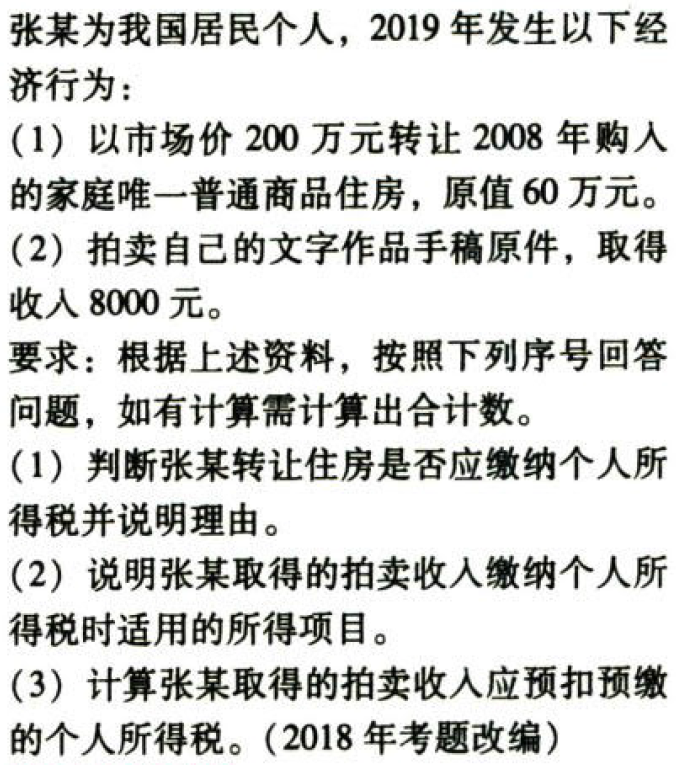 张某为我国居民个人，2019 年发生以下经
济行为：
（1）以市场价 200 万元转让 2008 年购入
的家庭唯一普通商品住房，原值 60 万元。
（2）拍卖自己的文字作品手稿原件，取得
收入 8000 元。
要求：根据上述资料，按照下列序号回答
问题，如有计算需计算出合计数。
（1）判断张某转让住房是否应缴纳个人所
得税并说明理由。
（2）说明张某取得的拍卖收入缴纳个人所
得税时适用的所得项目。
（3）计算张某取得的拍卖收入应预扣预缴
的个人所得税。（2018 年考题改编）